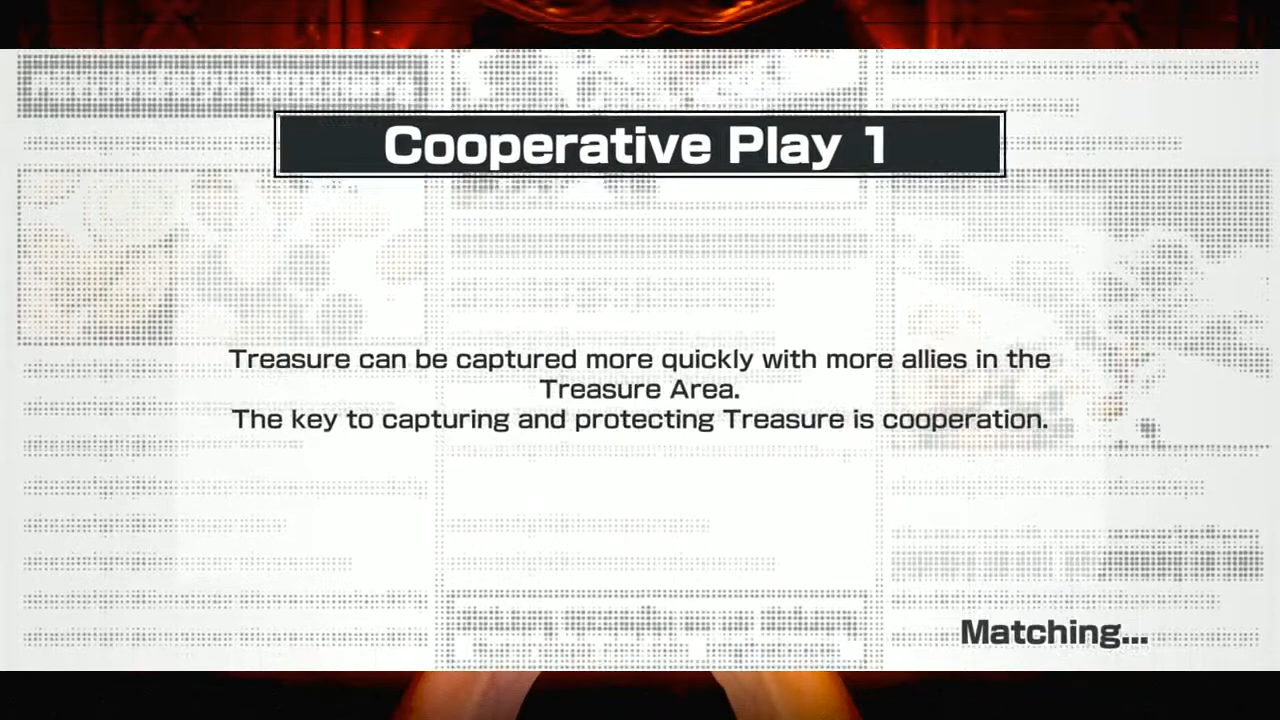 Cooperative Play 1
Treasure can be captured more quickly with more allies in the
Treasure Area.
The key to capturing and protecting Treasure is cooperation.
Matching...